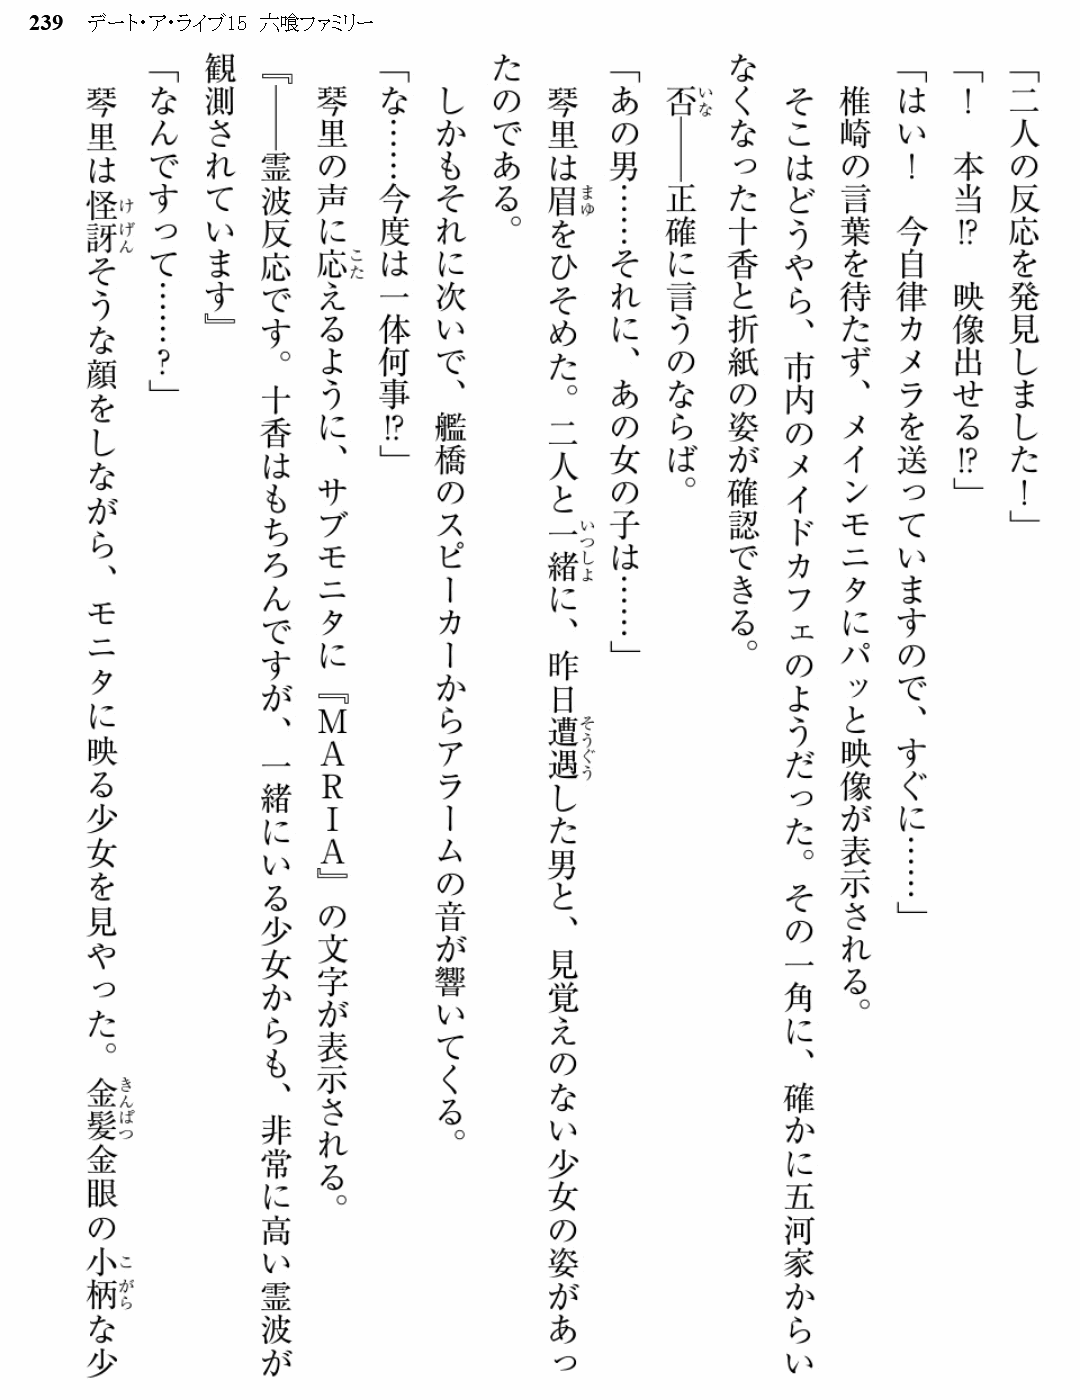 239 デート・ア・ライブ15 六喰ファミリー
「二人の反応を発見しました！」
「！　本当!?　映像出せる!?」
「はい！　今自律カメラを送っていますので、すぐに……」
椎崎の言葉を待たず、メインモニタにパッと映像が表示される。
そこはどうやら、市内のメイドカフェのようだった。その一角に、確かに五河家からい
なくなった十香と折紙の姿が確認できる。
否――正確に言うのならば。
「あの男……それに、あの女の子は……」
琴里は眉をひそめた。二人と一緒に、昨日遭遇した男と、見覚えのない少女の姿があっ
たのである。
しかもそれに次いで、艦橋のスピーカーからアラームの音が響いてくる。
「な……今度は一体何事!?」
琴里の声に応えるように、サブモニタに『ＭＡＲＩＡ』の文字が表示される。
『――霊波反応です。十香はもちろんですが、一緒にいる少女からも、非常に高い霊波が
観測されています』
「なんですって……？」
琴里は怪訝そうな顔をしながら、モニタに映る少女を見やった。金髪金眼の小柄な少